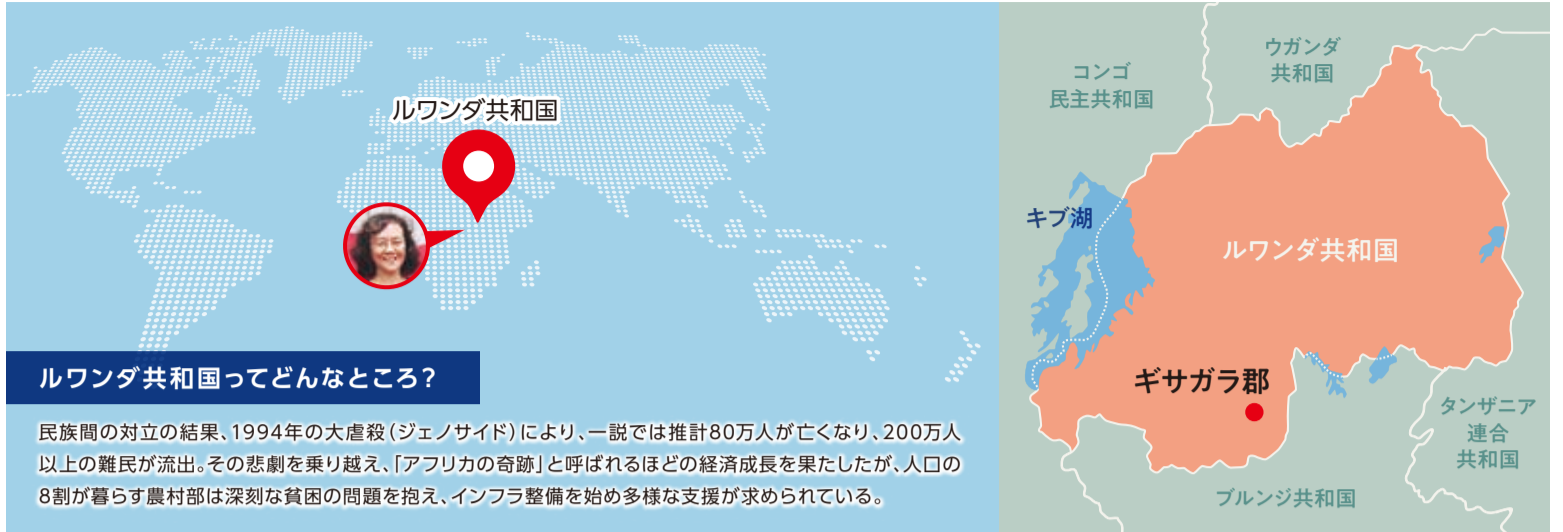 ルワンダ共和国
ルワンダ共和国ってどんなところ?
民族間の対立の結果、1994年の大虐殺(ジェノサイド)により、一説では推計80万人が亡くなり、200万人
以上の難民が流出。その悲劇を乗り越え、「アフリカの奇跡」と呼ばれるほどの経済成長を果たしたが、人口の
8割が暮らす農村部は深刻な貧困の問題を抱え、インフラ整備を始め多様な支援が求められている。
コンゴ
民主共和国
ウガンダ
共和国
キブ湖
ルワンダ共和国
ギサガラ郡
タンザニア
連合
共和国
ブルンジ共和国